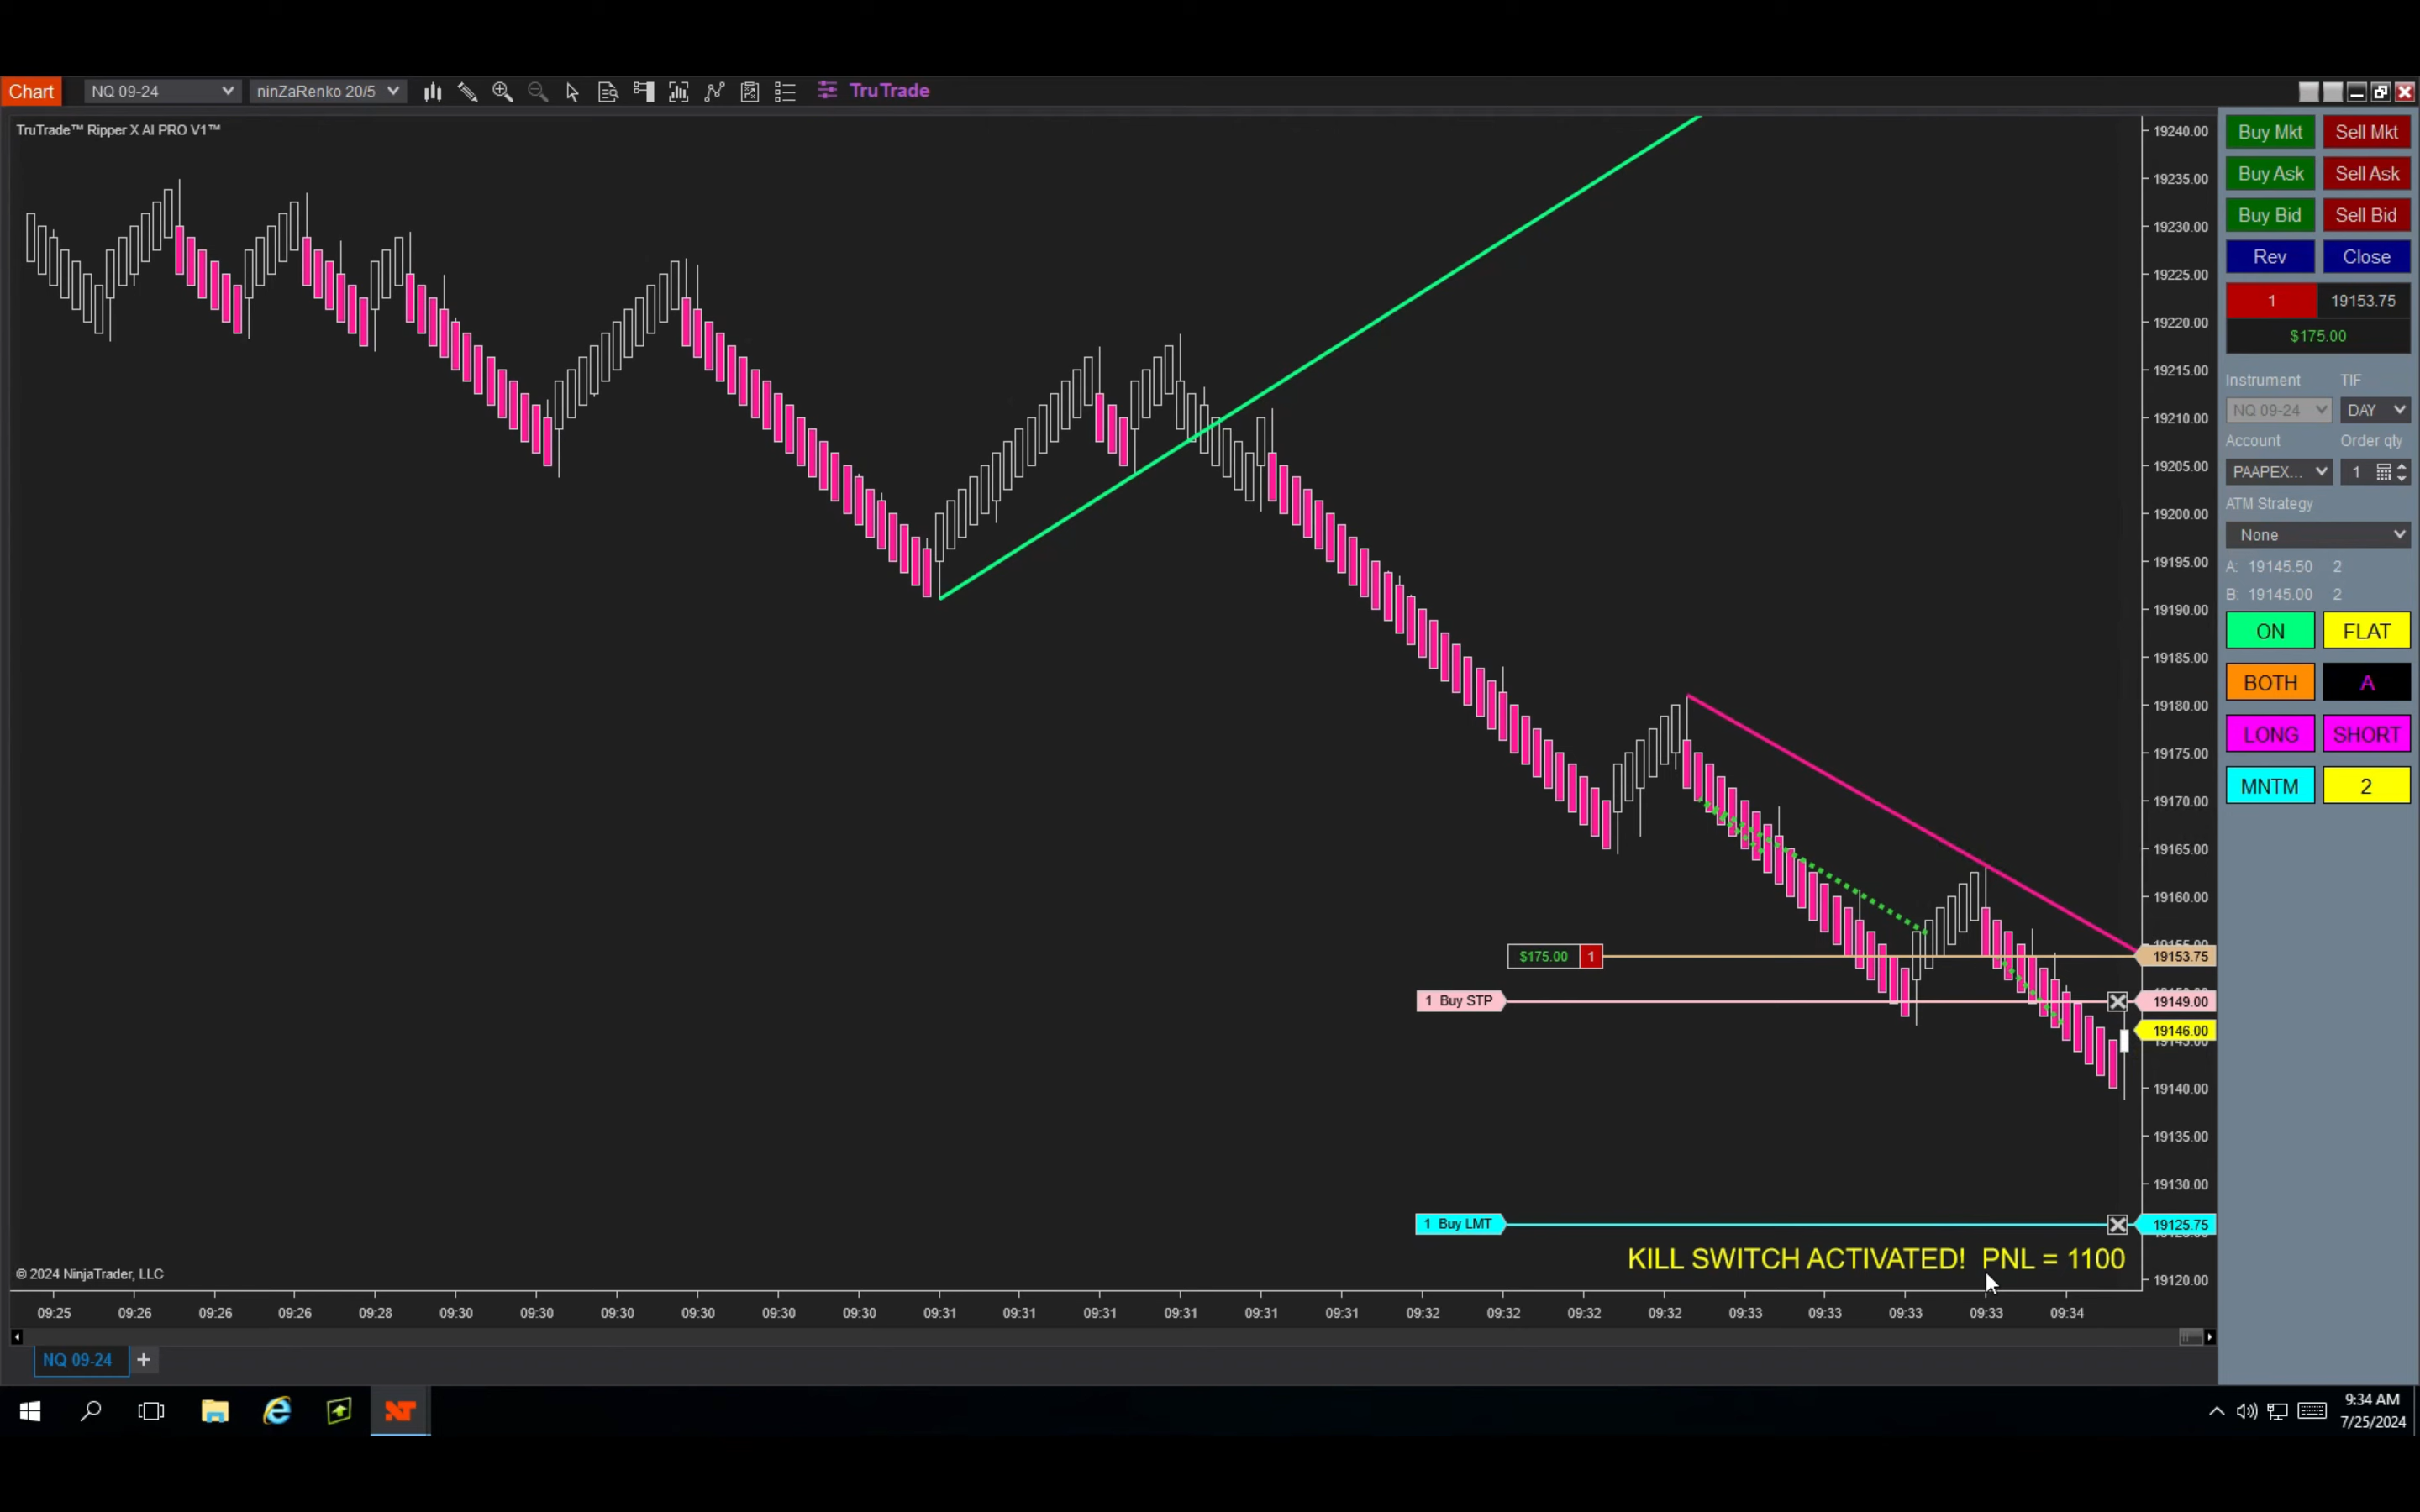 Chart NQ 09-24 ninZaRenko 20/5 TruTrade
TruTrade™ Ripper X AI PRO V1™
19240.00
19235.00
19230.00
19225.00
19220.00
19215.00
19210.00
19205.00
19200.00
19195.00
19190.00
19185.00
19180.00
19175.00
19170.00
19165.00
19160.00
$175.00 1 19153.75
1 Buy STP 19149.00
19146.00
19140.00
19135.00
19130.00
1 Buy LMT 19125.75
KILL SWITCH ACTIVATED! PNL = 1100
19120.00
© 2024 NinjaTrader, LLC
09:25 09:26 09:26 09:26 09:28 09:30 09:30 09:30 09:30 09:30 09:30 09:31 09:31 09:31 09:31 09:31 09:31 09:32 09:32 09:32 09:32 09:33 09:33 09:33 09:33 09:34
NQ 09-24 +
Buy Mkt Sell Mkt
Buy Ask Sell Ask
Buy Bid Sell Bid
Rev Close
1 19153.75
$175.00
Instrument TIF
NQ 09-24 DAY
Account Order qty
PAAPEX... 1
ATM Strategy
None
A: 19145.50 2
B: 19145.00 2
ON FLAT
BOTH A
LONG SHORT
MNTM 2
9:34 AM
7/25/2024